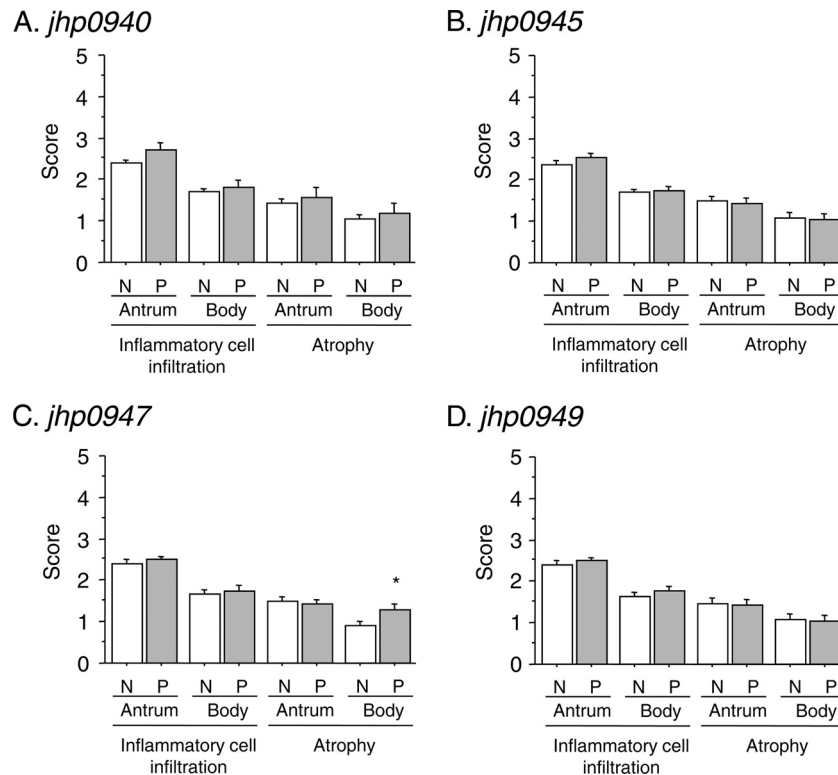 A. jhp0940
5
4
3
2
1
0
Score
N P N P N P N P
Antrum Body Antrum Body
Inflammatory cell
infiltration
Atrophy
B. jhp0945
5
4
3
2
1
0
Score
N P N P N P N P
Antrum Body Antrum Body
Inflammatory cell
infiltration
Atrophy
C. jhp0947
5
4
3
2
1
0
Score
*
N P N P N P N P
Antrum Body Antrum Body
Inflammatory cell
infiltration
Atrophy
D. jhp0949
5
4
3
2
1
0
Score
N P N P N P N P
Antrum Body Antrum Body
Inflammatory cell
infiltration
Atrophy